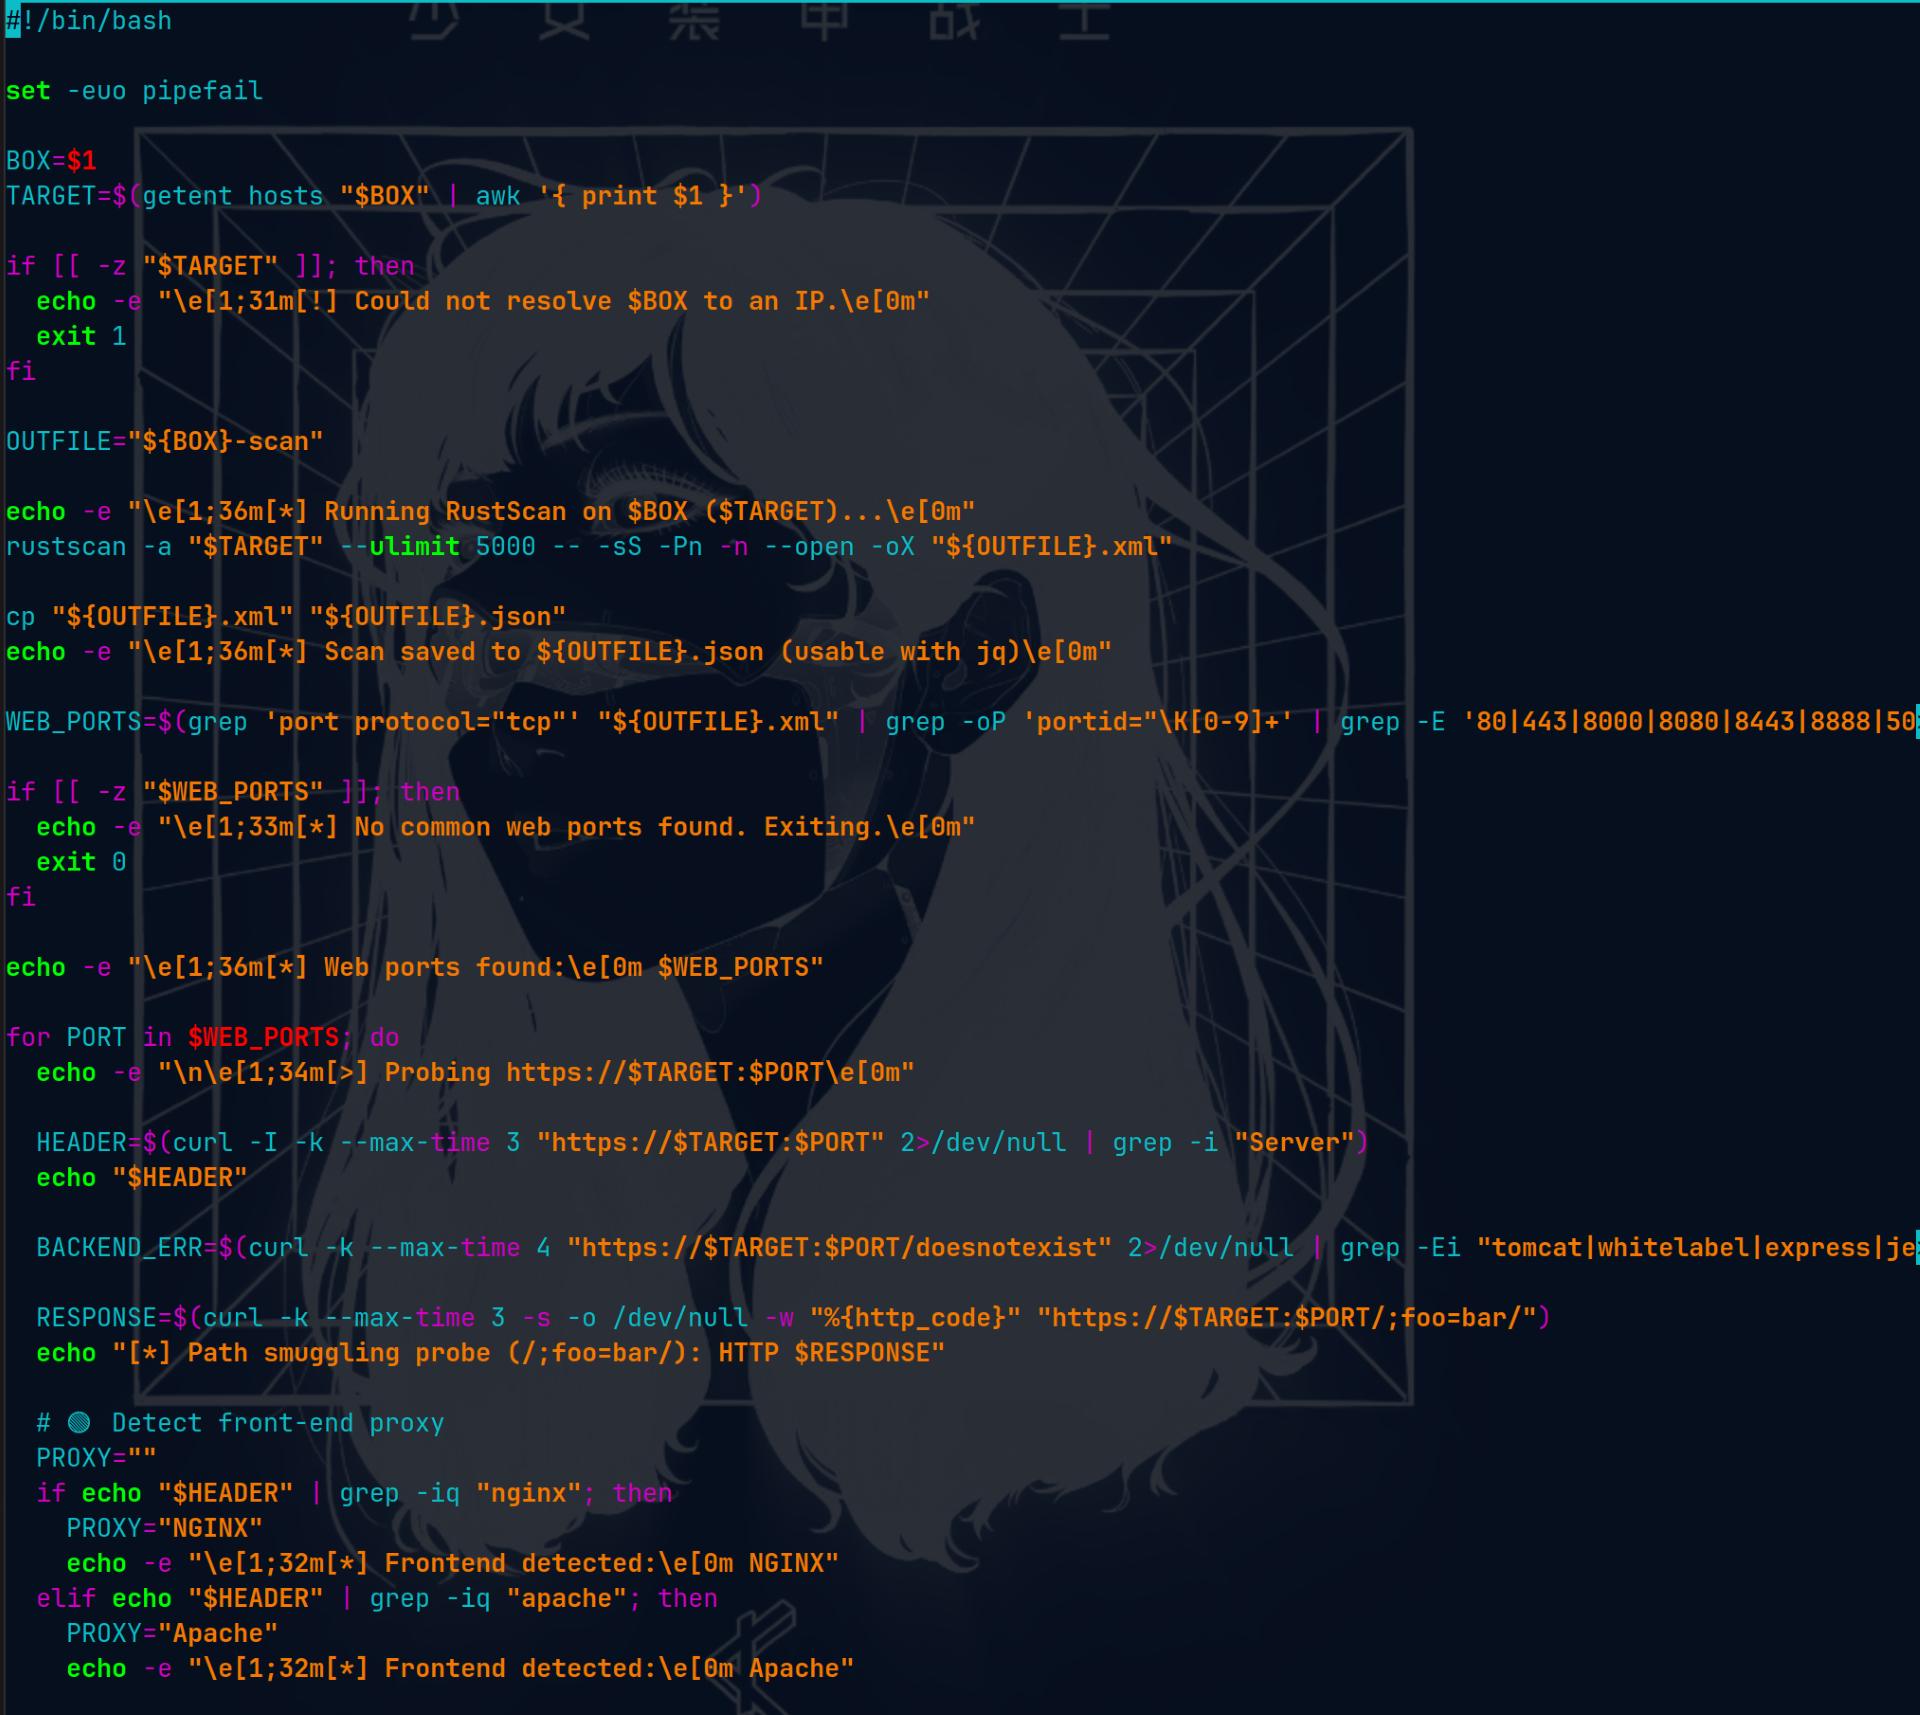 少女装甲战士
#!/bin/bash
set -euo pipefail
BOX=$1
TARGET=$(getent hosts "$BOX" | awk '{ print $1 }')
if [[ -z "$TARGET" ]]; then
  echo -e "\e[1;31m[!] Could not resolve $BOX to an IP.\e[0m"
  exit 1
fi
OUTFILE="${BOX}-scan"
echo -e "\e[1;36m[*] Running RustScan on $BOX ($TARGET)...\e[0m"
rustscan -a "$TARGET" --ulimit 5000 -- -sS -Pn -n --open -oX "${OUTFILE}.xml"
cp "${OUTFILE}.xml" "${OUTFILE}.json"
echo -e "\e[1;36m[*] Scan saved to ${OUTFILE}.json (usable with jq)\e[0m"
WEB_PORTS=$(grep 'port protocol="tcp"' "${OUTFILE}.xml" | grep -oP 'portid="\K[0-9]+' | grep -E '80|443|8000|8080|8443|8888|50>
if [[ -z "$WEB_PORTS" ]]; then
  echo -e "\e[1;33m[*] No common web ports found. Exiting.\e[0m"
  exit 0
fi
echo -e "\e[1;36m[*] Web ports found:\e[0m $WEB_PORTS"
for PORT in $WEB_PORTS; do
  echo -e "\n\e[1;34m[>] Probing https://$TARGET:$PORT\e[0m"
  HEADER=$(curl -I -k --max-time 3 "https://$TARGET:$PORT" 2>/dev/null | grep -i "Server")
  echo "$HEADER"
  BACKEND_ERR=$(curl -k --max-time 4 "https://$TARGET:$PORT/doesnotexist" 2>/dev/null | grep -Ei "tomcat|whitelabel|express|je>
  RESPONSE=$(curl -k --max-time 3 -s -o /dev/null -w "%{http_code}" "https://$TARGET:$PORT/;foo=bar/")
  echo "[*] Path smuggling probe (/;foo=bar/): HTTP $RESPONSE"
  # Detect front-end proxy
  PROXY=""
  if echo "$HEADER" | grep -iq "nginx"; then
    PROXY="NGINX"
    echo -e "\e[1;32m[*] Frontend detected:\e[0m NGINX"
  elif echo "$HEADER" | grep -iq "apache"; then
    PROXY="Apache"
    echo -e "\e[1;32m[*] Frontend detected:\e[0m Apache"